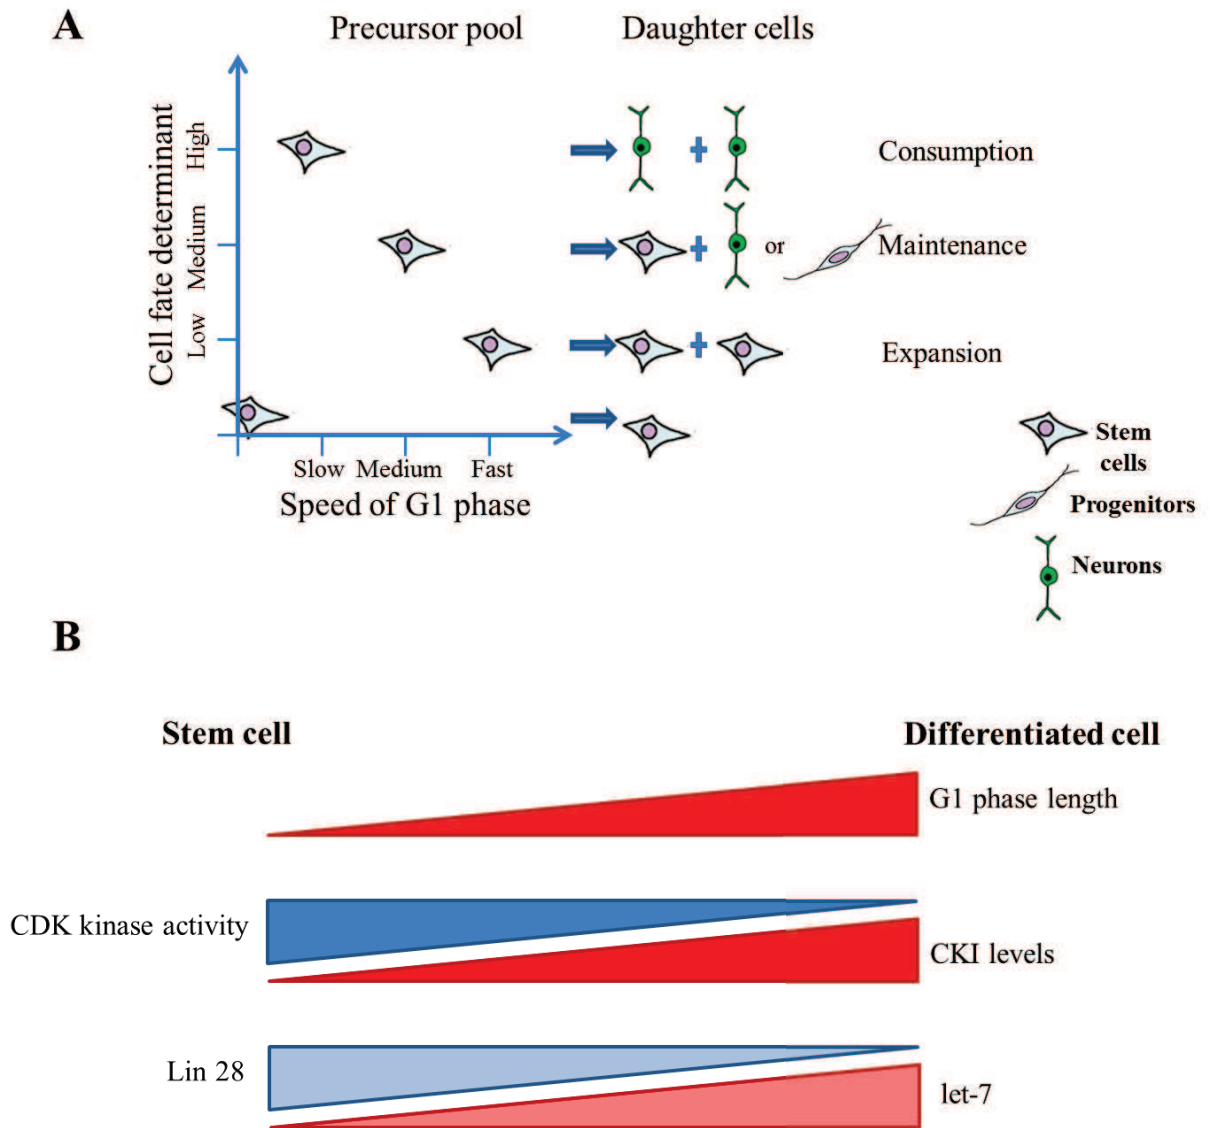 A
Precursor pool
Daughter cells
Cell fate determinant
High
Medium
Low
Consumption
or
Maintenance
Expansion
Slow Medium Fast
Speed of G1 phase
Stem
cells
Progenitors
Neurons
B
Stem cell
Differentiated cell
G1 phase length
CDK kinase activity
CKI levels
Lin 28
let-7